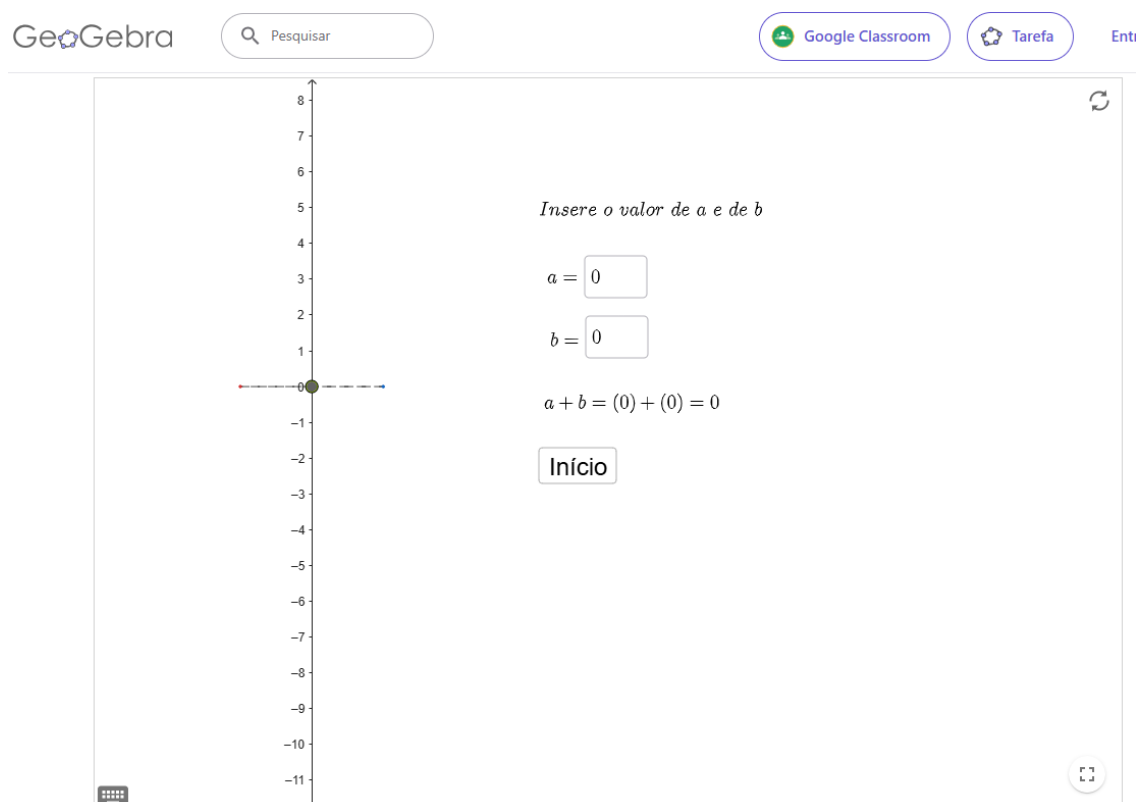 GeoGebra
Pesquisar
Google Classroom
Tarefa
8
7
6
5
4
3
2
1
0
–1
–2
–3
–4
–5
–6
–7
–8
–9
–10
–11
Insere o valor de a e de b
a = 0
b = 0
a + b = (0) + (0) = 0
Início